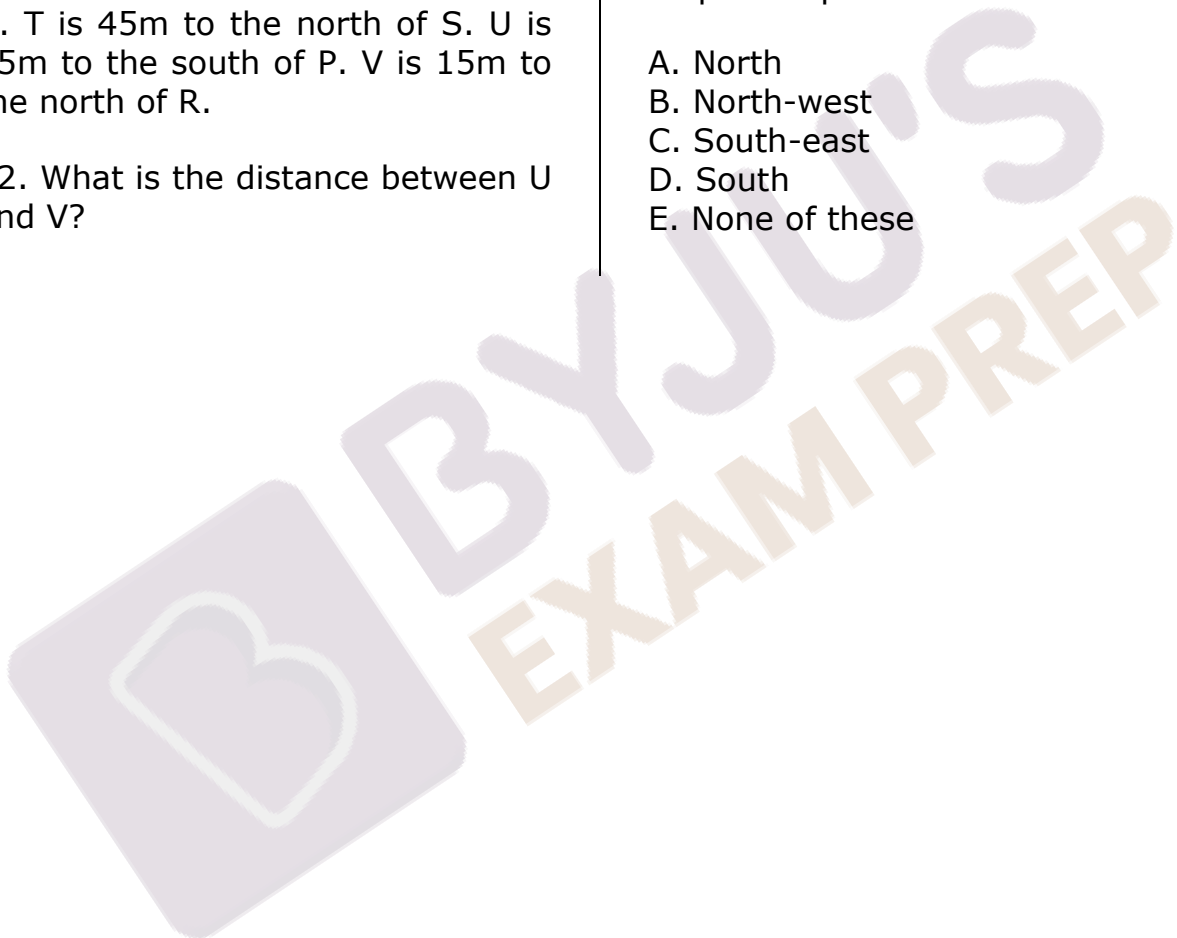 . T is 45m to the north of S. U is
5m to the south of P. V is 15m to
he north of R.
2. What is the distance between U
nd V?
A. North
B. North-west
C. South-east
D. South
E. None of these
BYJU'S
EXAM PREP